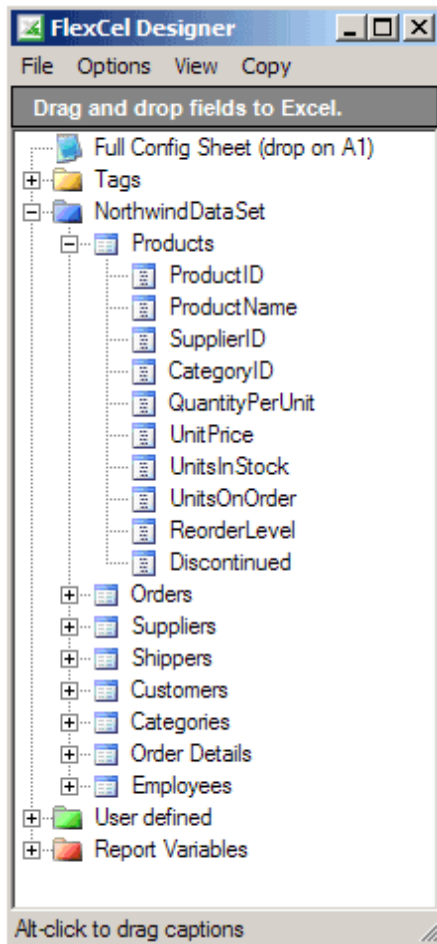 FlexCel Designer
File Options View Copy
Drag and drop fields to Excel.
Full Config Sheet (drop on A1)
Tags
NorthwindDataSet
Products
ProductID
ProductName
SupplierID
CategoryID
QuantityPerUnit
UnitPrice
UnitsInStock
UnitsOnOrder
ReorderLevel
Discontinued
Orders
Suppliers
Shippers
Customers
Categories
Order Details
Employees
User defined
Report Variables
Alt-click to drag captions